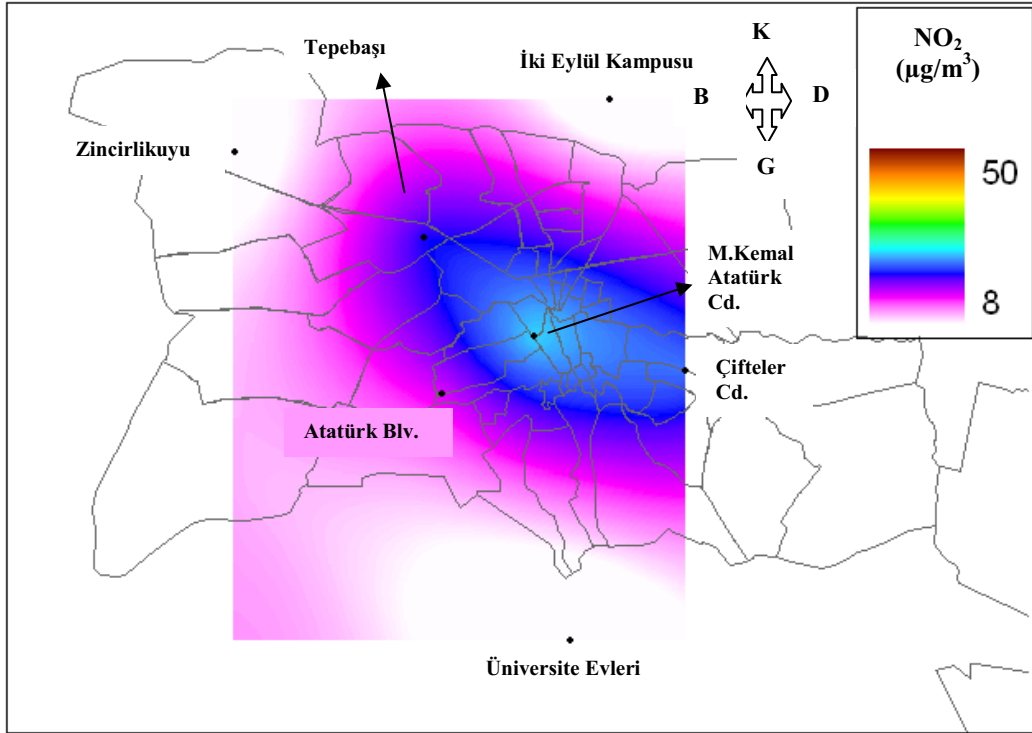 Tepebaşı
İki Eylül Kampusu
Zincirlikuyu
K
B
D
G
NO₂
(µg/m³)
50
8
M.Kemal
Atatürk
Cd.
Çifteler
Cd.
Atatürk Blv.
Üniversite Evleri